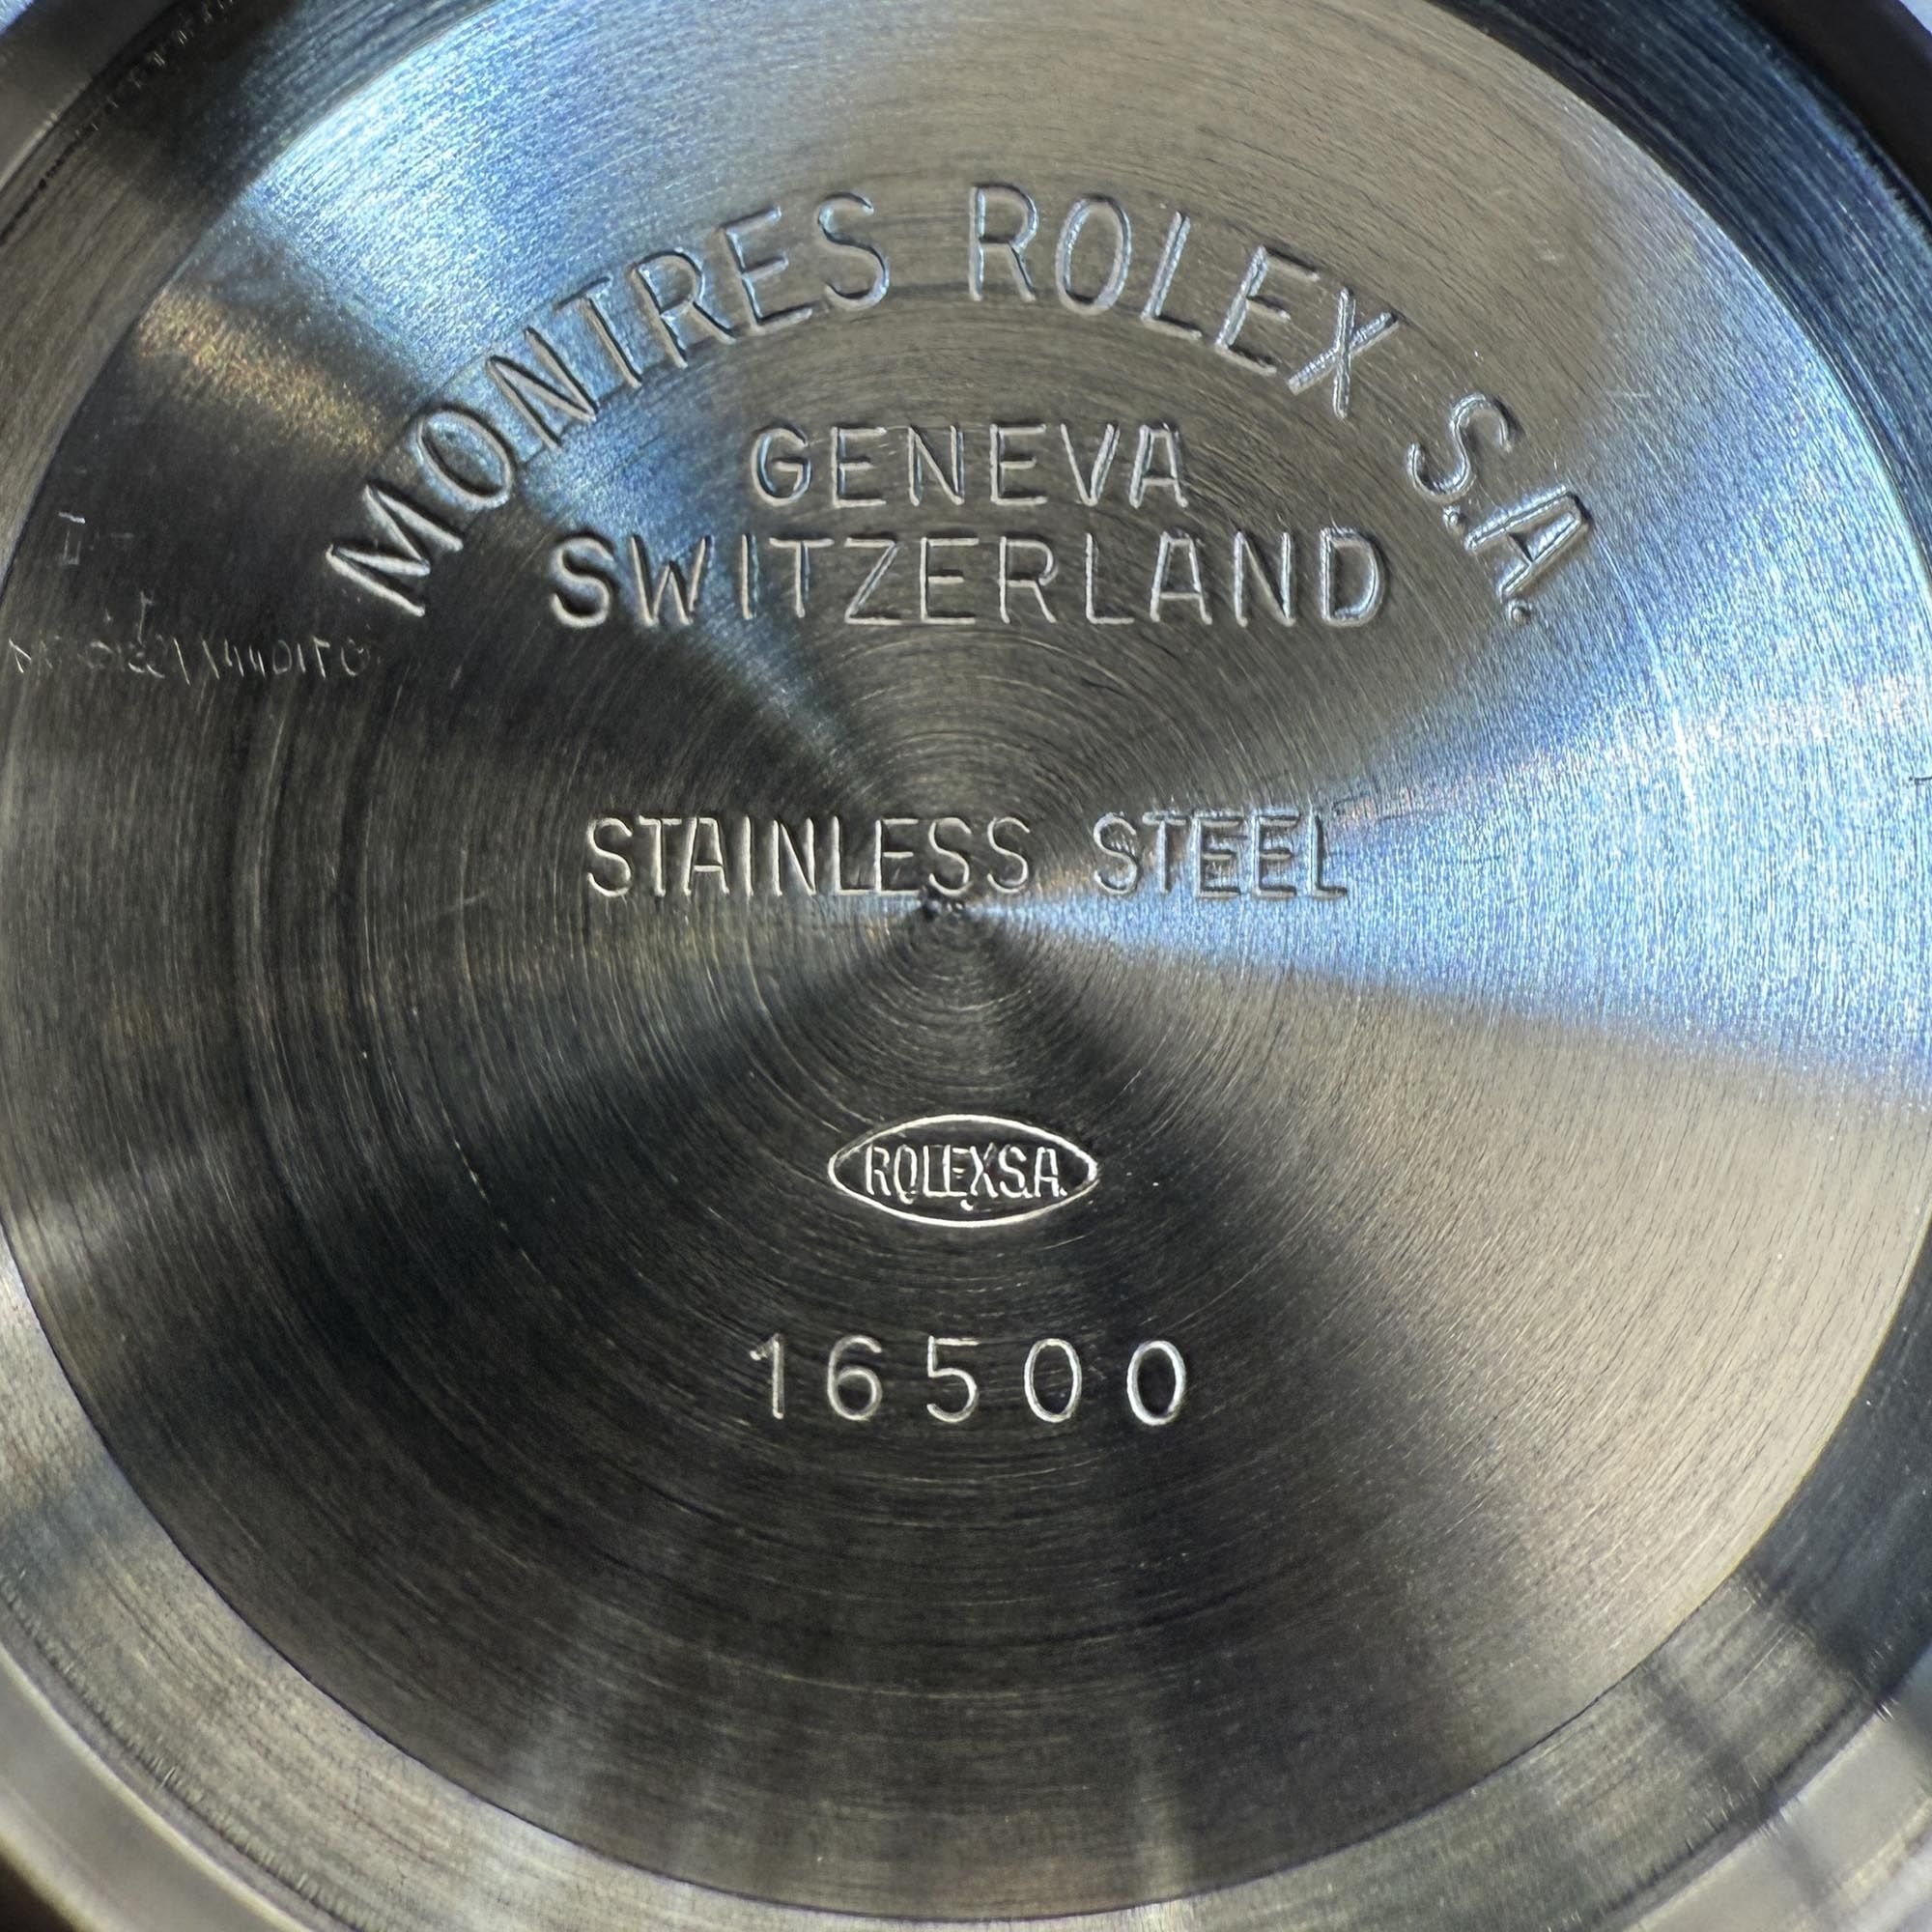 MONTRES ROLEX S.A.
GENEVA
SWITZERLAND
STAINLESS STEEL
ROLEX S.A.
16500